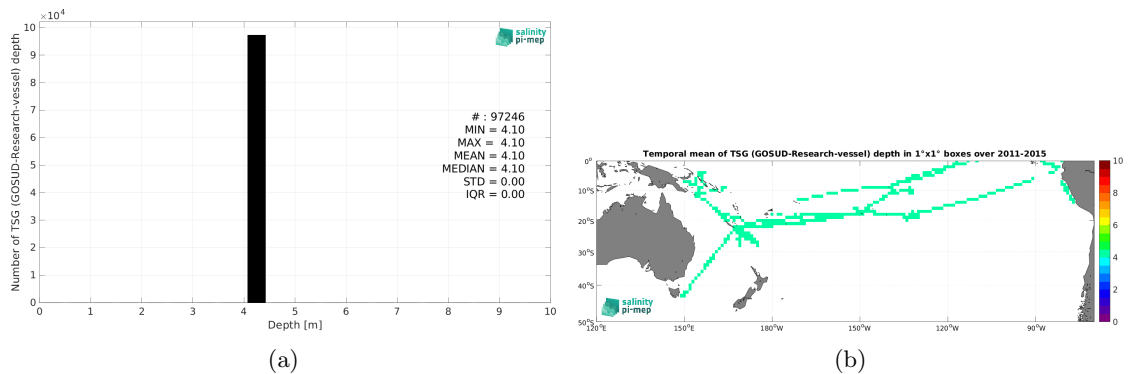 ×10⁴
10
9
8
7
6
5
4
3
2
1
0
Number of TSG (GOSUD-Research-vessel) depth
salinity
pi-mep
# : 97246
MIN = 4.10
MAX = 4.10
MEAN = 4.10
MEDIAN = 4.10
STD = 0.00
IQR = 0.00
0 1 2 3 4 5 6 7 8 9 10
Depth [m]
(a)
Temporal mean of TSG (GOSUD-Research-vessel) depth in 1°x1° boxes over 2011-2015
0°
10°S
20°S
30°S
40°S
50°S
salinity
pi-mep
120°E 150°E 180°W 150°W 120°W 90°W
10
8
6
4
2
0
(b)